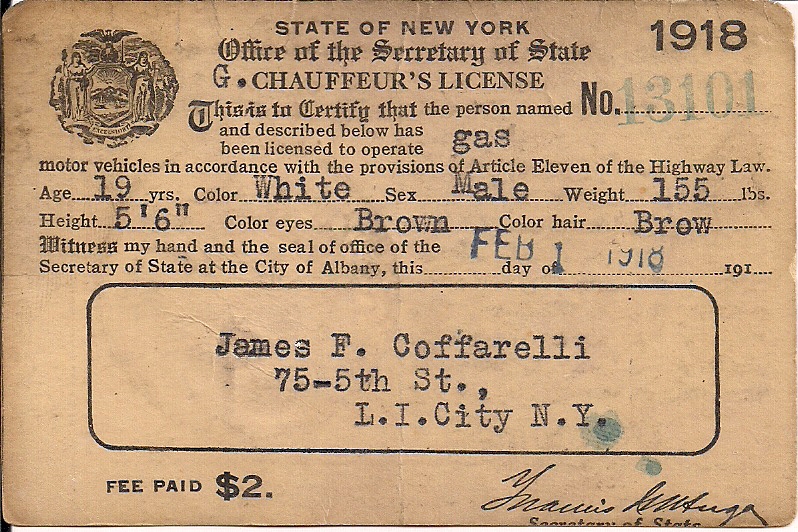 STATE OF NEW YORK
1918
Office of the Secretary of State
G. CHAUFFEUR'S LICENSE
No. 13101
This is to Certify that the person named
and described below has
been licensed to operate gas
motor vehicles in accordance with the provisions of Article Eleven of the Highway Law.
Age 19 yrs. Color White Sex Male Weight 155 lbs.
Height 5'6" Color eyes Brown Color hair Brow
Witness my hand and the seal of office of the
Secretary of State at the City of Albany, this FEB 1 1918 day of 191
James F. Coffarelli
75-5th St.,
L.I.City N.Y.
FEE PAID $2.
Francis M. Hugo
Secretary of State
EXCELSIOR